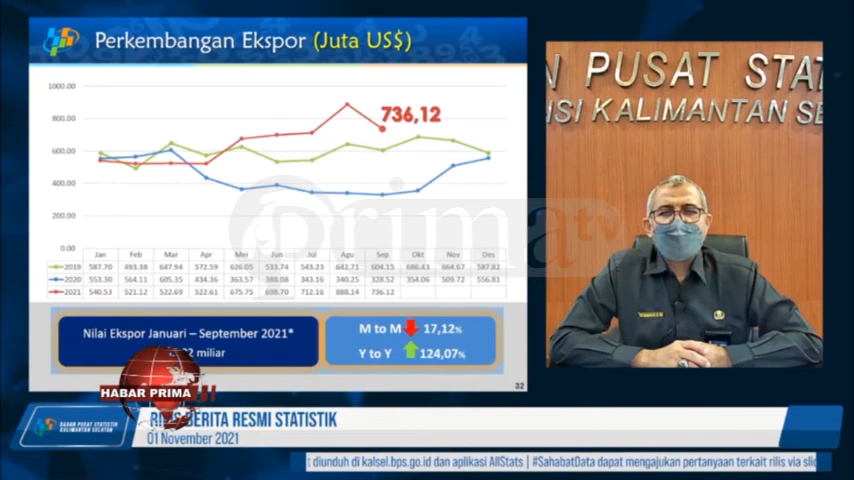 Perkembangan Ekspor (Juta US$)
1000.00
800.00
600.00
400.00
200.00
0.00
736,12
Jan Feb Mar Apr Mei Jun Jul Agu Sep Okt Nov Des
2019 587.70 493.38 647.94 572.59 626.05 533.74 543.23 642.71 604.15 686.43 664.67 587.82
2020 553.30 564.11 605.35 434.36 363.57 388.08 343.16 340.25 328.52 354.06 509.72 556.81
2021 540.53 521.12 522.69 522.61 675.75 698.70 712.16 888.14 736.12
Nilai Ekspor Januari – September 2021*
miliar
M to M 17,12%
Y to Y 124,07%
32
N PUSAT STAT
NSI KALIMANTAN SE
prima tv
HABAR PRIMA
BADAN PUSAT STATISTIK
KALIMANTAN SELATAN
BERITA RESMI STATISTIK
01 November 2021
t diunduh di kalsel.bps.go.id dan aplikasi AllStats | #SahabatData dapat mengajukan pertanyaan terkait rilis via slid